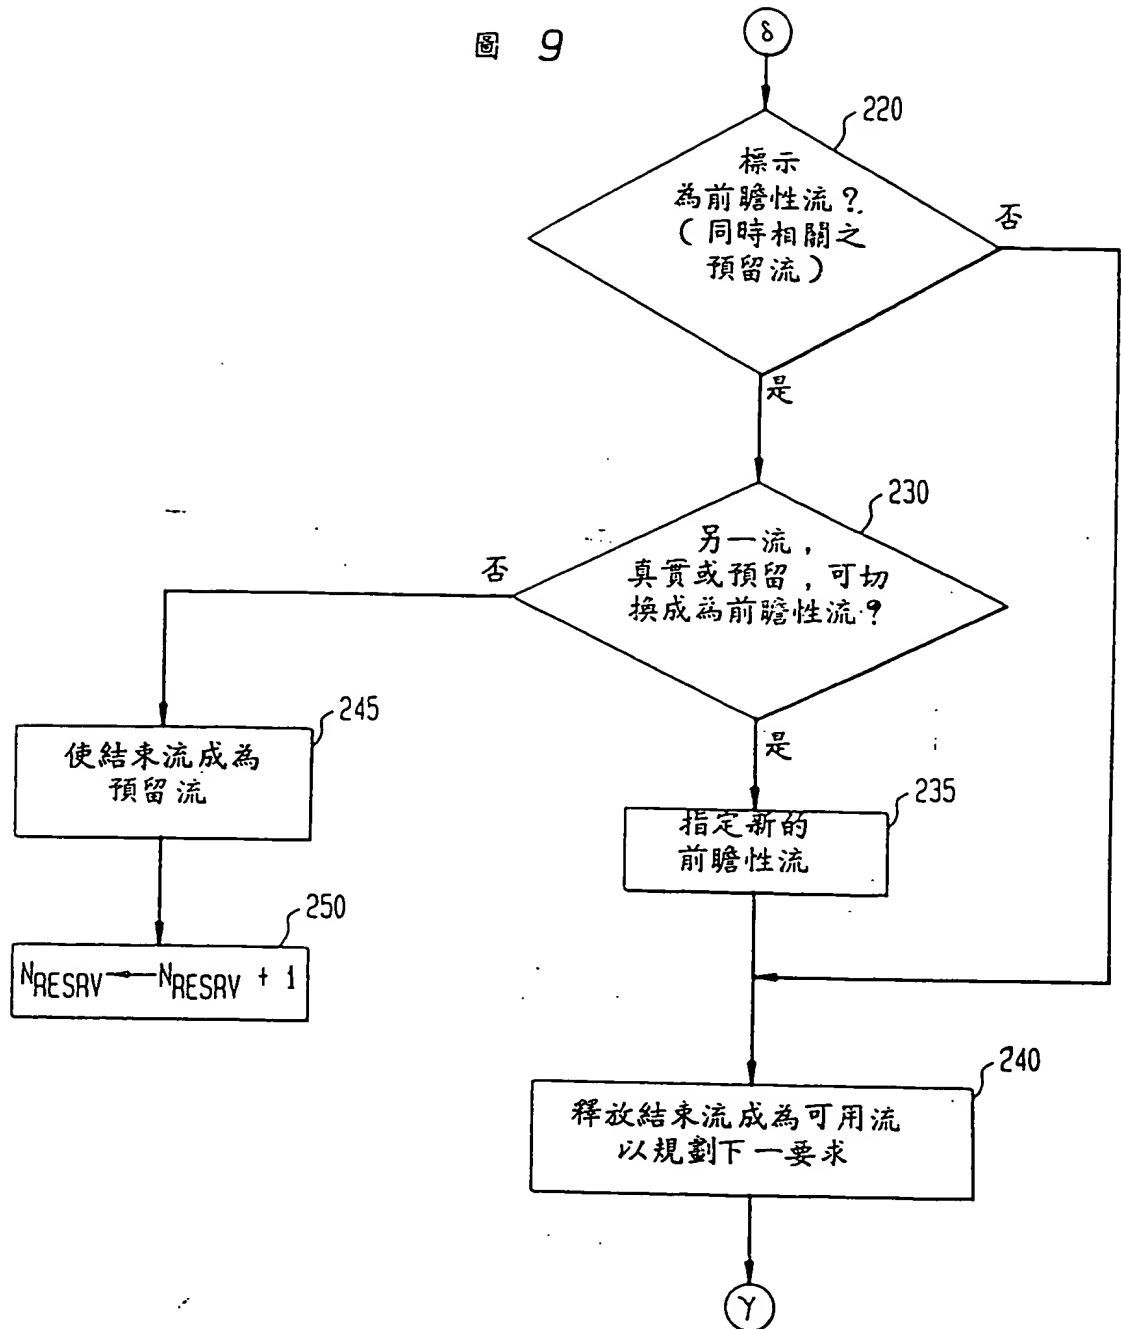 圖 9
δ
220
標示
為前瞻性流?
(同時相關之
預留流)
否
是
230
另一流,
真實或預留,可切
換成為前瞻性流?
否
245
使結束流成為
預留流
是
235
指定新的
前瞻性流
250
NRESRV ← NRESRV + 1
240
釋放結束流成為可用流
以規劃下一要求
γ